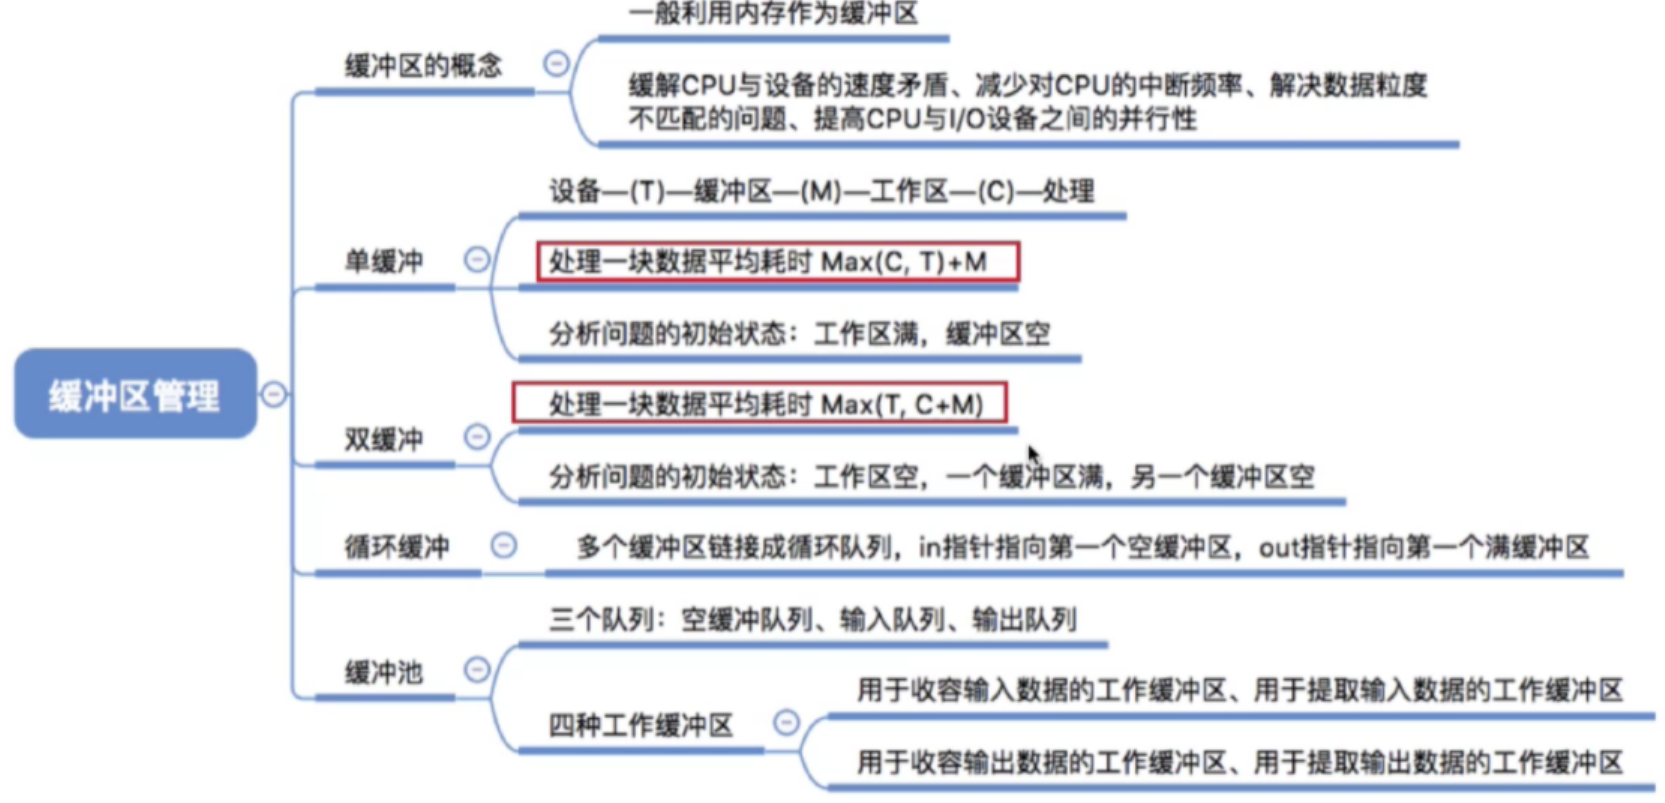 一般利用内存作为缓冲区
缓冲区的概念
缓解CPU与设备的速度矛盾、减少对CPU的中断频率、解决数据粒度
不匹配的问题、提高CPU与I/O设备之间的并行性
设备—(T)—缓冲区—(M)—工作区—(C)—处理
单缓冲
处理一块数据平均耗时 Max(C, T)+M
分析问题的初始状态：工作区满，缓冲区空
缓冲区管理
处理一块数据平均耗时 Max(T, C+M)
双缓冲
分析问题的初始状态：工作区空，一个缓冲区满，另一个缓冲区空
循环缓冲
多个缓冲区链接成循环队列，in指针指向第一个空缓冲区，out指针指向第一个满缓冲区
三个队列：空缓冲队列、输入队列、输出队列
缓冲池
四种工作缓冲区
用于收容输入数据的工作缓冲区、用于提取输入数据的工作缓冲区
用于收容输出数据的工作缓冲区、用于提取输出数据的工作缓冲区